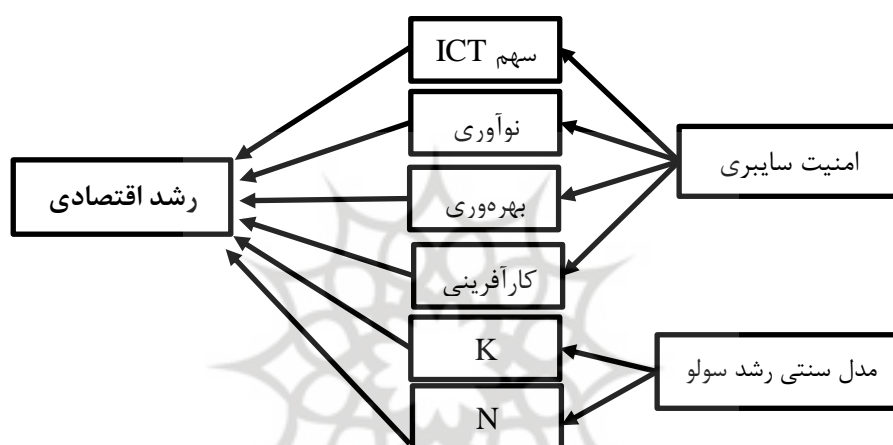 سهم ICT
نوآوری
امنیت سایبری
بهره‌وری
رشد اقتصادی
کارآفرینی
K
مدل سنتی رشد سولو
N